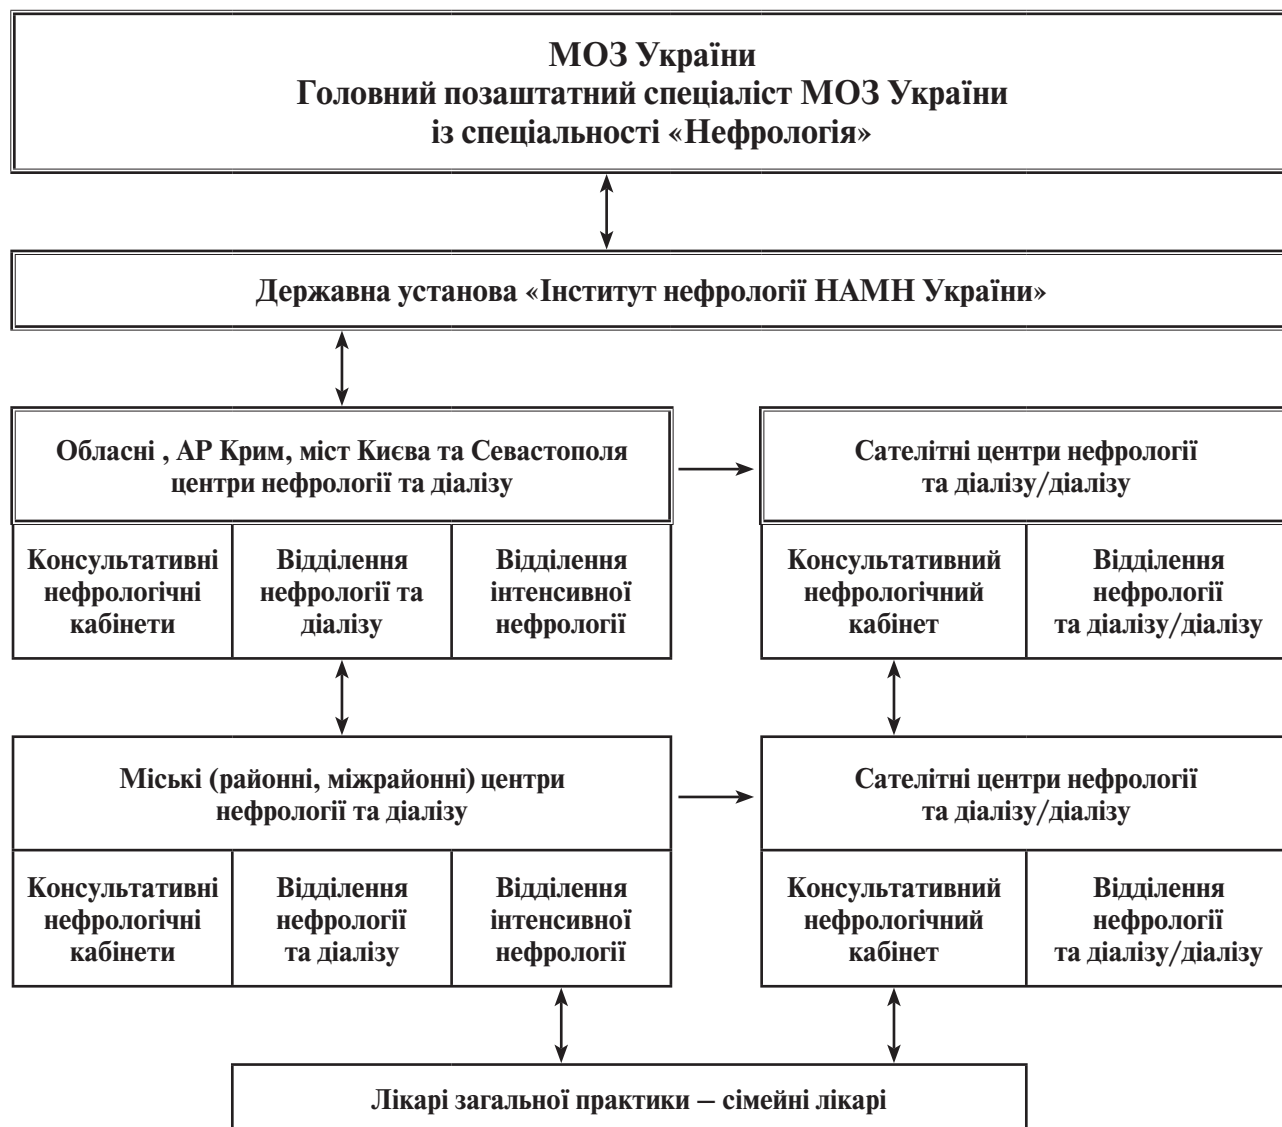 МОЗ України
Головний позаштатний спеціаліст МОЗ України
із спеціальності «Нефрологія»
Державна установа «Інститут нефрології НАМН України»
Обласні , АР Крим, міст Києва та Севастополя
центри нефрології та діалізу
Сателітні центри нефрології
та діалізу/діалізу
Консультативні
нефрологічні
кабінети
Відділення
нефрології та
діалізу
Відділення
інтенсивної
нефрології
Консультативний
нефрологічний
кабінет
Відділення
нефрології
та діалізу/діалізу
Міські (районні, міжрайонні) центри
нефрології та діалізу
Сателітні центри нефрології
та діалізу/діалізу
Консультативні
нефрологічні
кабінети
Відділення
нефрології
та діалізу
Відділення
інтенсивної
нефрології
Консультативний
нефрологічний
кабінет
Відділення
нефрології
та діалізу/діалізу
Лікарі загальної практики – сімейні лікарі